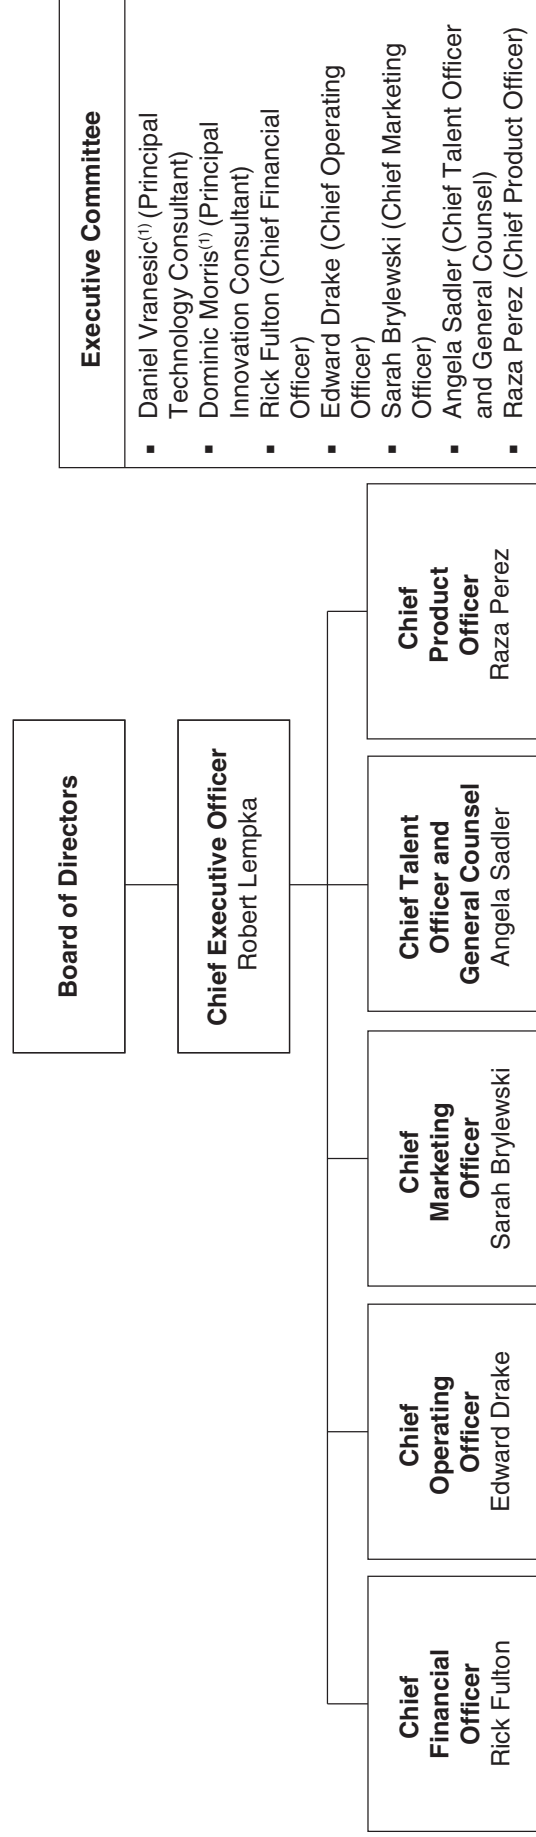 Board of Directors
Chief Executive Officer
Robert Lempka
Chief
Financial
Officer
Rick Fulton
Chief
Operating
Officer
Edward Drake
Chief
Marketing
Officer
Sarah Brylewski
Chief Talent
Officer and
General Counsel
Angela Sadler
Chief
Product
Officer
Raza Perez
Executive Committee
▪ Daniel Vranesic⁽¹⁾ (Principal
Technology Consultant)
▪ Dominic Morris⁽¹⁾ (Principal
Innovation Consultant)
▪ Rick Fulton (Chief Financial
Officer)
▪ Edward Drake (Chief Operating
Officer)
▪ Sarah Brylewski (Chief Marketing
Officer)
▪ Angela Sadler (Chief Talent Officer
and General Counsel)
▪ Raza Perez (Chief Product Officer)